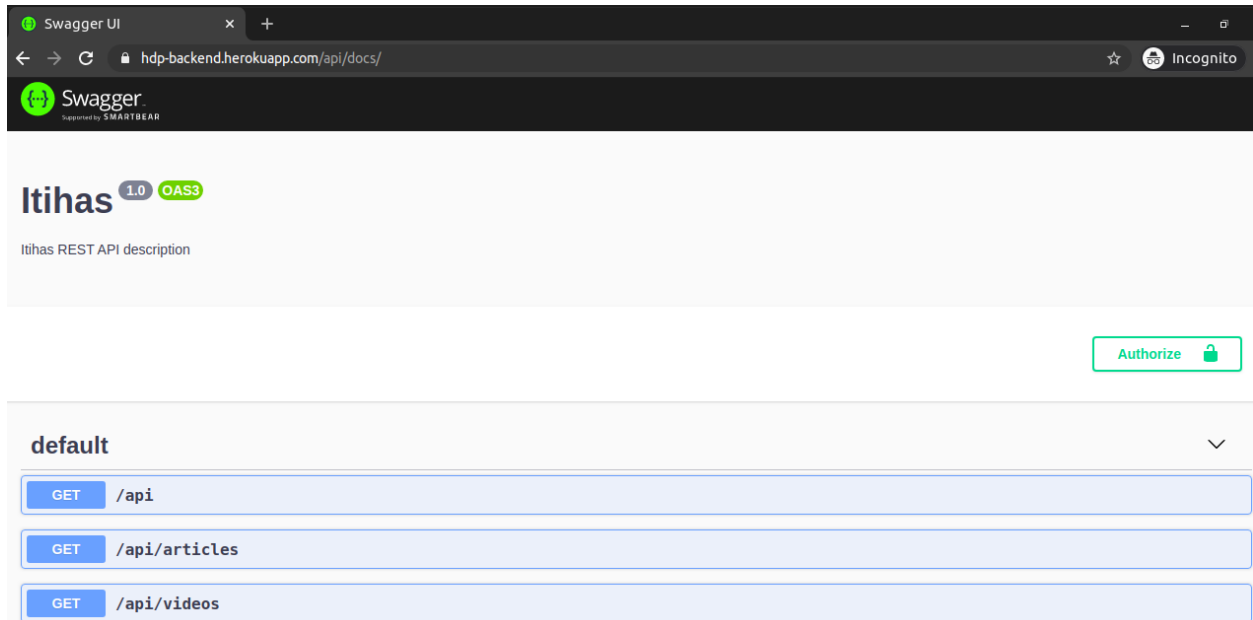 Swagger UI
hdp-backend.herokuapp.com/api/docs/
Incognito
Swagger
Supported by SMARTBEAR
Itihas 1.0 OAS3
Itihas REST API description
Authorize
default
GET /api
GET /api/articles
GET /api/videos